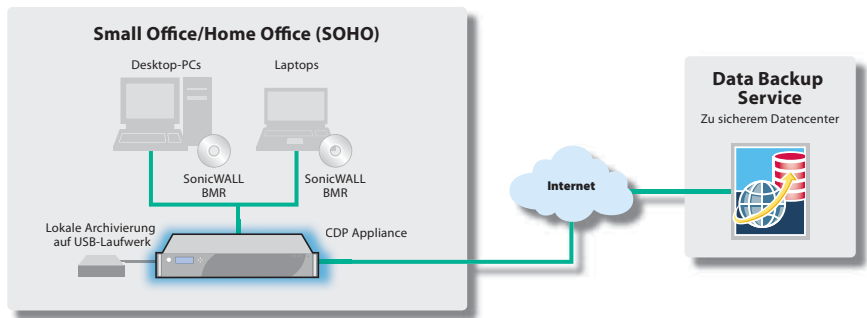 Small Office/Home Office (SOHO)
Desktop-PCs
Laptops
SonicWALL
BMR
SonicWALL
BMR
Lokale Archivierung
auf USB-Laufwerk
CDP Appliance
Internet
Data Backup
Service
Zu sicherem Datencenter